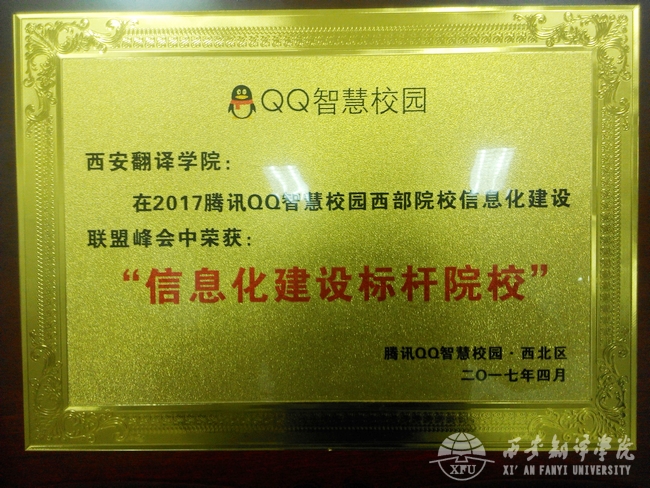 QQ智慧校园
西安翻译学院：
在2017腾讯QQ智慧校园西部院校信息化建设
联盟峰会中荣获：
“信息化建设标杆院校”
腾讯QQ智慧校园·西北区
二〇一七年四月
XFU
西安翻译学院
XI' AN FANYI UNIVERSITY